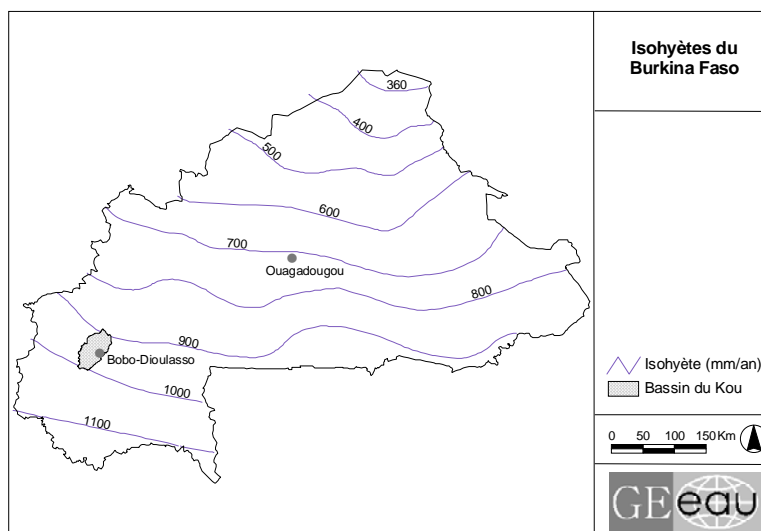 Isohyètes du
Burkina Faso
360
400
500
600
700
Ouagadougou
800
900
Bobo-Dioulasso
1000
1100
Isohyète (mm/an)
Bassin du Kou
0 50 100 150 Km
GEeau